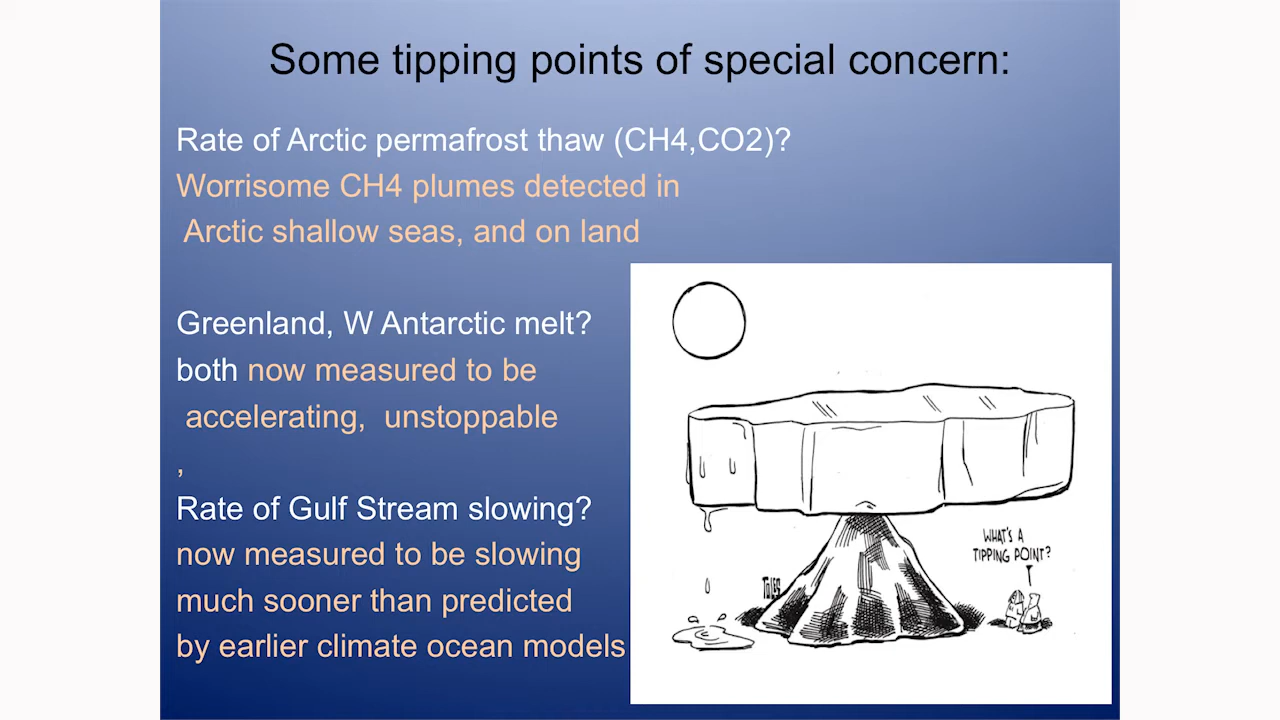 Some tipping points of special concern:
Rate of Arctic permafrost thaw (CH4,CO2)?
Worrisome CH4 plumes detected in
Arctic shallow seas, and on land
Greenland, W Antarctic melt?
both now measured to be
accelerating, unstoppable
,
Rate of Gulf Stream slowing?
now measured to be slowing
much sooner than predicted
by earlier climate ocean models
WHAT'S A
TIPPING POINT?
TOLES